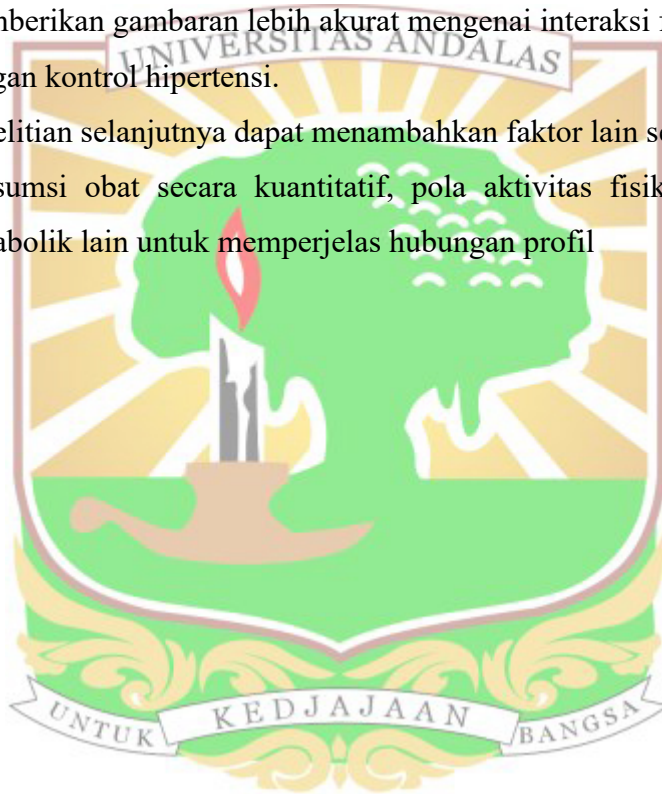 mberikan gambaran lebih akurat mengenai interaksi
UNIVERSITAS ANDALAS
gan kontrol hipertensi.
elitian selanjutnya dapat menambahkan faktor lain se
sumsi obat secara kuantitatif, pola aktivitas fisik
abolik lain untuk memperjelas hubungan profil
UNTUK KEDJAJAAN BANGSA